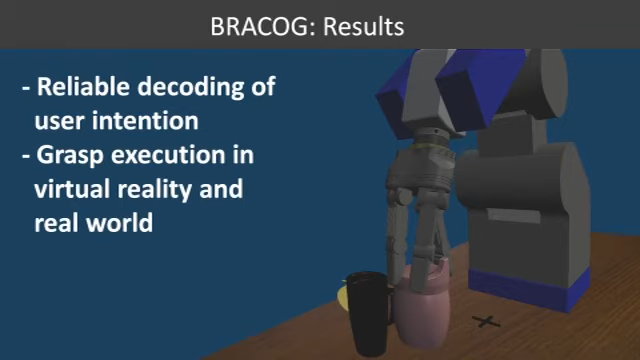 BRACOG: Results
- Reliable decoding of
user intention
- Grasp execution in
virtual reality and
real world